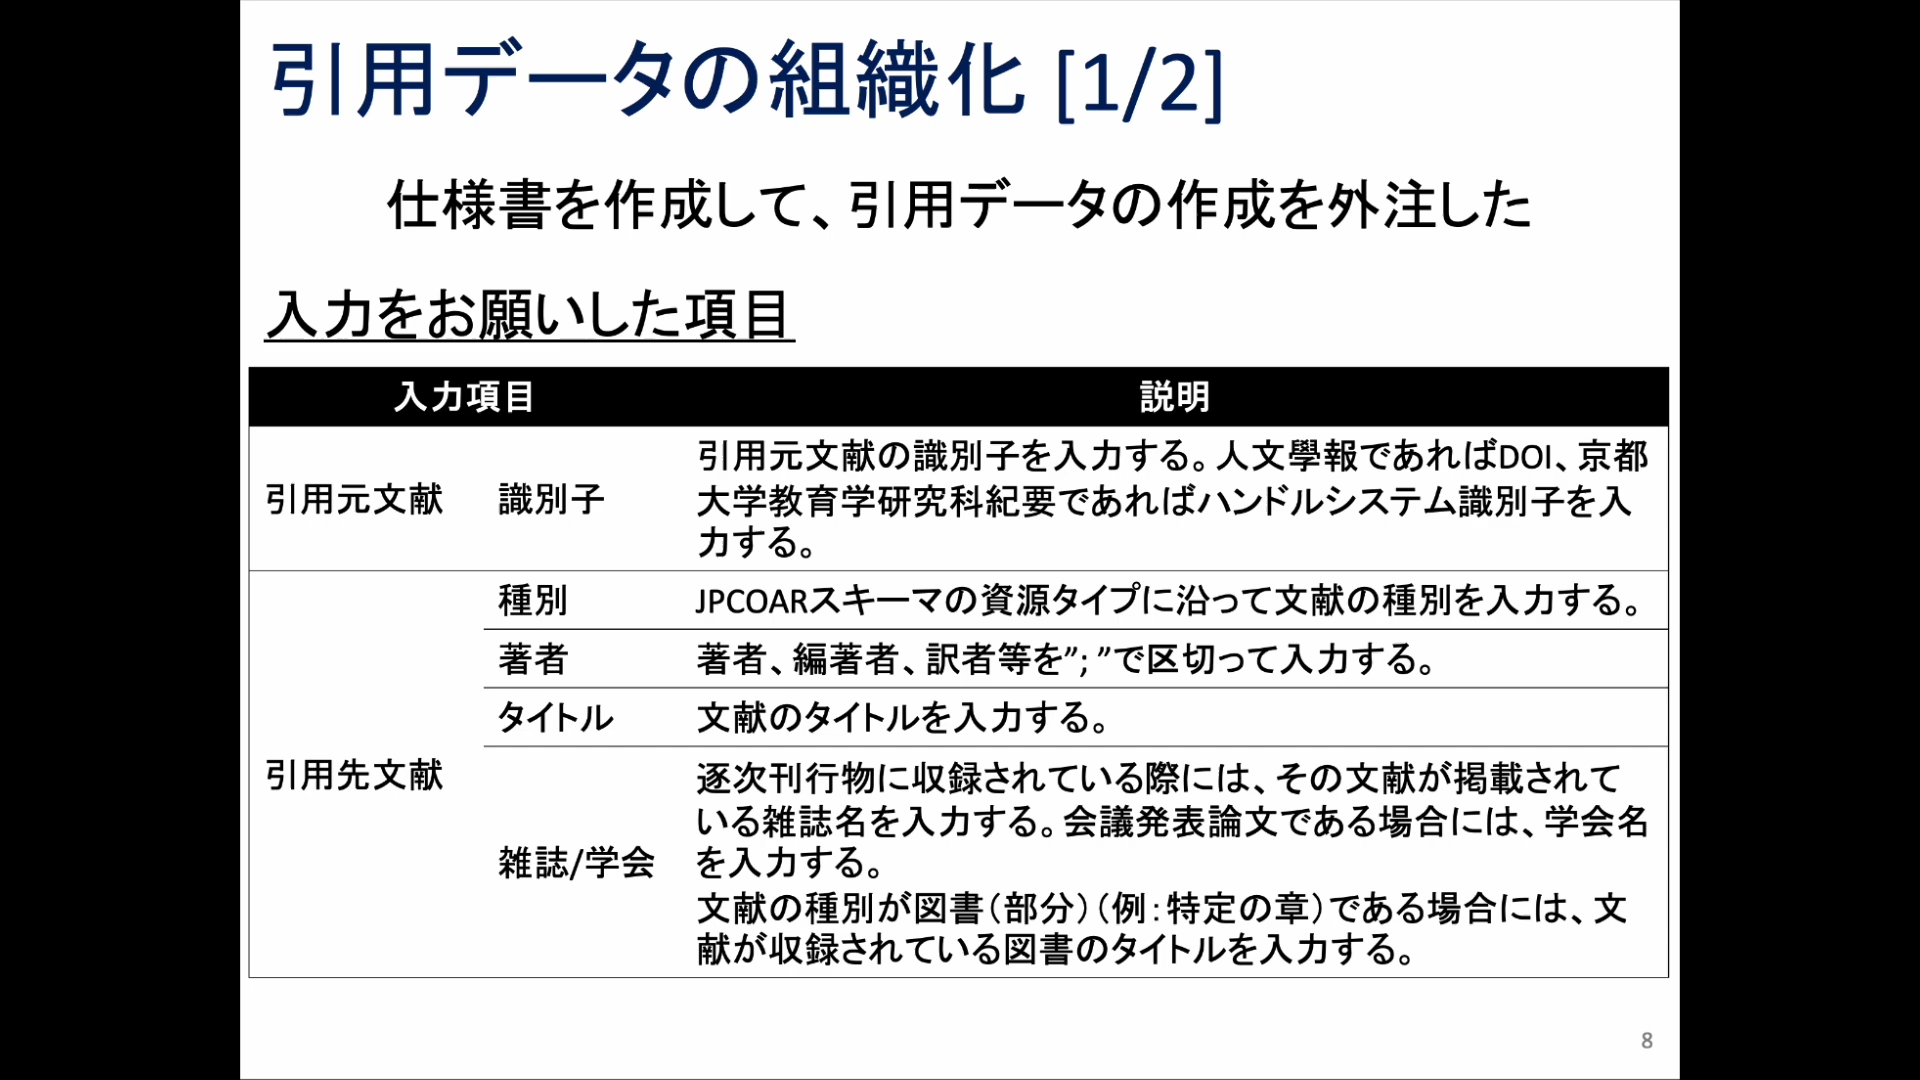 引用データの組織化 [1/2]
仕様書を作成して、引用データの作成を外注した
入力をお願いした項目
入力項目 説明
引用元文献 識別子 引用元文献の識別子を入力する。人文學報であればDOI、京都
大学教育学研究科紀要であればハンドルシステム識別子を入
力する。
引用先文献
種別 JPCOARスキーマの資源タイプに沿って文献の種別を入力する。
著者 著者、編著者、訳者等を”; ”で区切って入力する。
タイトル 文献のタイトルを入力する。
雑誌/学会 逐次刊行物に収録されている際には、その文献が掲載されて
いる雑誌名を入力する。会議発表論文である場合には、学会名
を入力する。
文献の種別が図書（部分）（例：特定の章）である場合には、文
献が収録されている図書のタイトルを入力する。
8